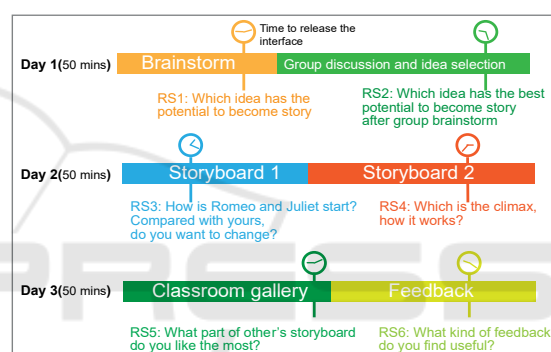 Time to release the
interface
Day 1(50 mins)
Brainstorm
Group discussion and idea selection
RS1: Which idea has the
potential to become story
RS2: Which idea has the best
potential to become story
after group brainstorm
Day 2(50 mins)
Storyboard 1
Storyboard 2
RS3: How is Romeo and Juliet start?
Compared with yours,
do you want to change?
RS4: Which is the climax,
how it works?
Day 3(50 mins)
Classroom gallery
Feedback
RS5: What part of other's storyboard
do you like the most?
RS6: What kind of feedback
do you find useful?
PRESS